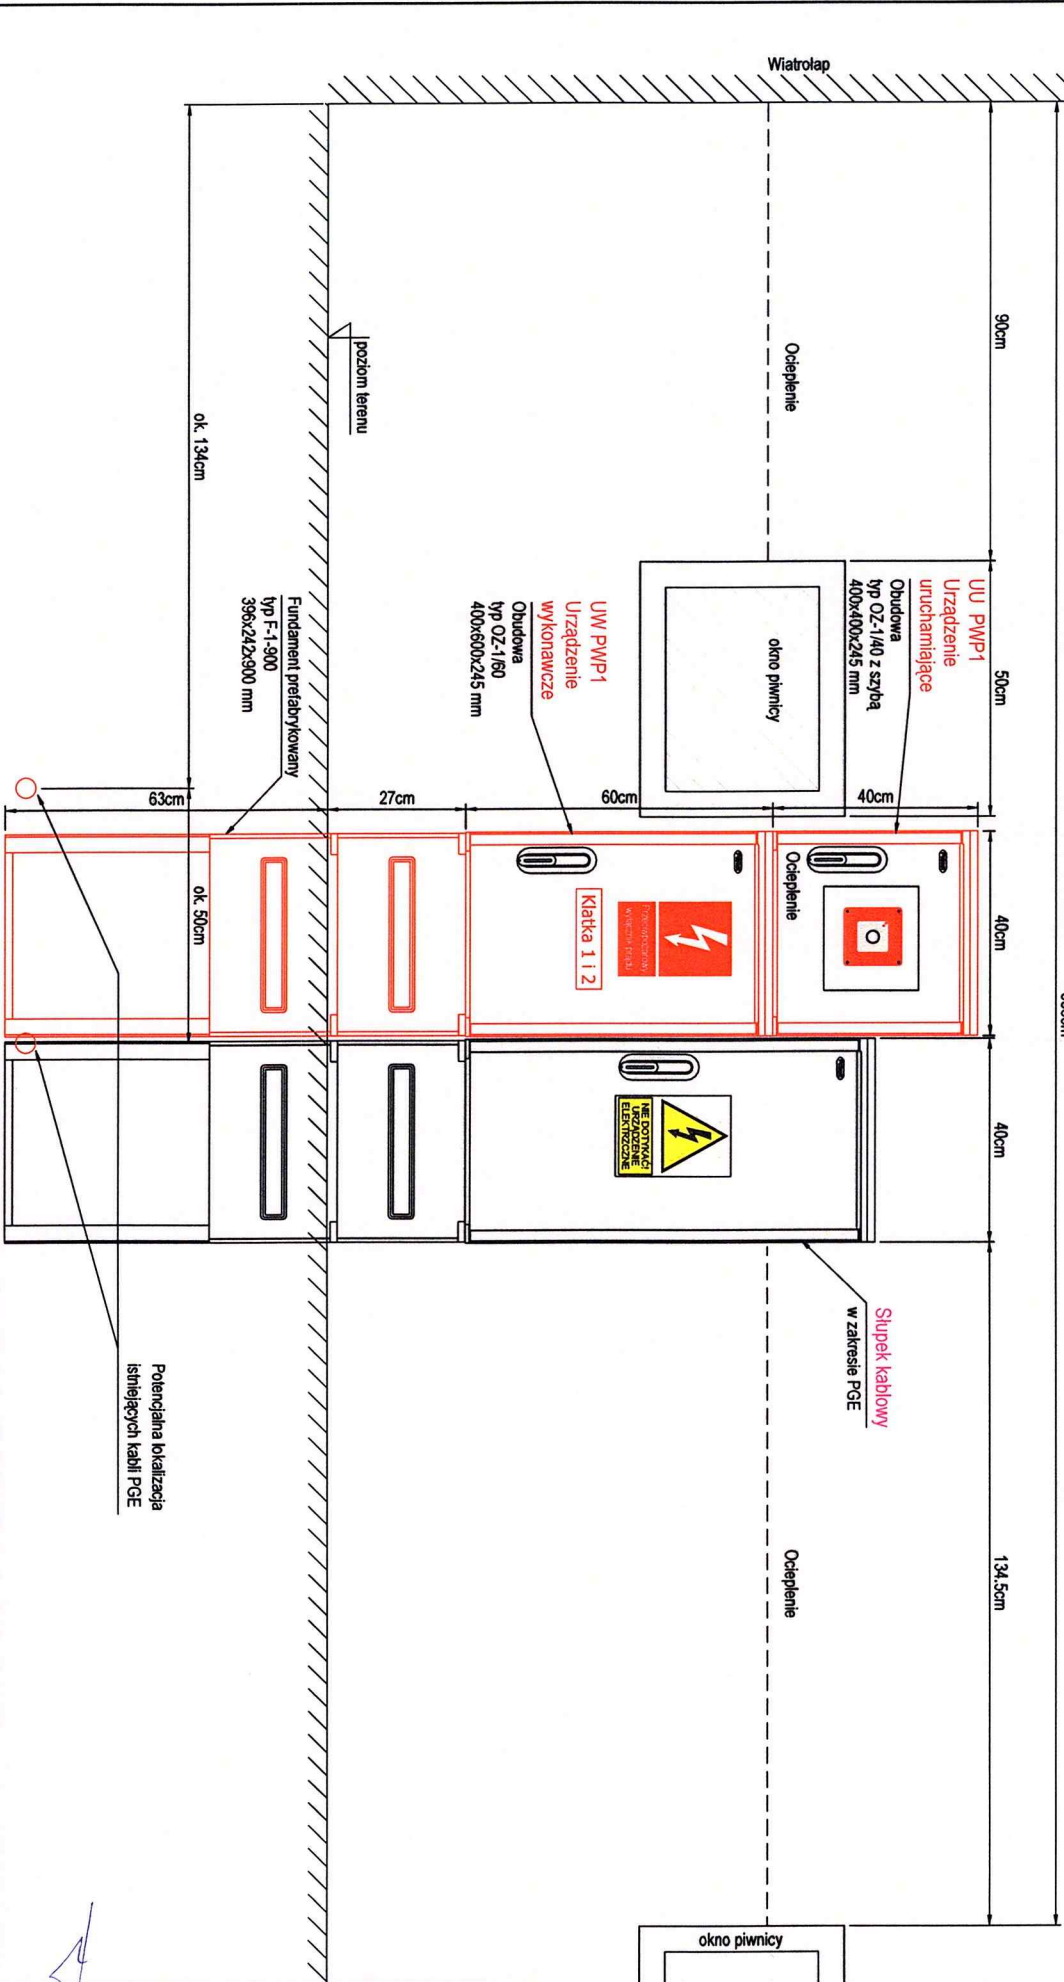 Wiatrołap
90cm
50cm
40cm
40cm
134.5cm
Ocieplenie
okno piwnicy
UU PWP1
Urządzenie
uruchamiające
Obudowa
typ OZ-1/40 z szybą
400x400x245 mm
UW PWP1
Urządzenie
wykonawcze
Obudowa
typ OZ-1/60
400x600x245 mm
40cm
60cm
27cm
63cm
Ocieplenie
Przeciwpożarowy
wyłącznik prądu
Klatka 1 i 2
NIE DOTYKAĆ!
URZĄDZENIE
ELEKTRYCZNE
Słupek kablowy
w zakresie PGE
Ocieplenie
okno piwnicy
poziom terenu
Fundament prefabrykowany
typ F-1-900
396x242x900 mm
ok. 134cm
ok. 50cm
Potencjalna lokalizacja
istniejących kabli PGE